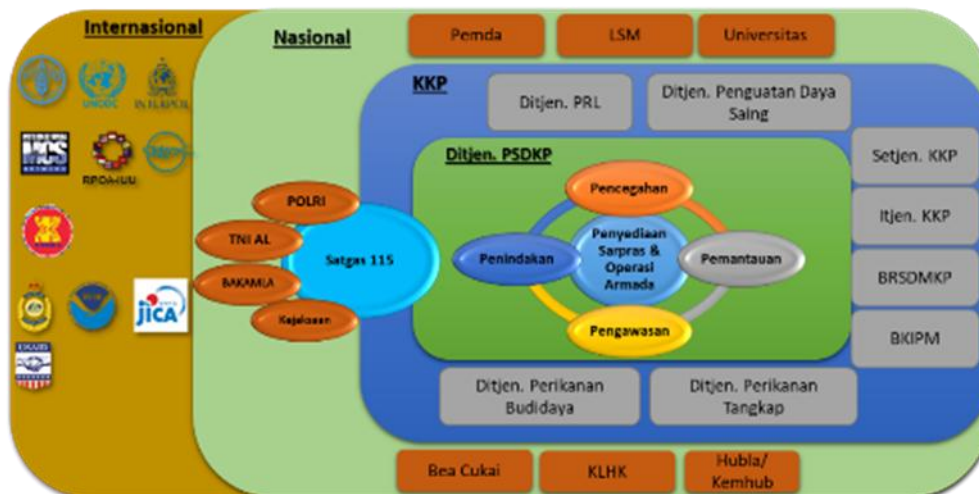 Internasional
Nasional
Pemda
LSM
Universitas
UNODC
INTERPOL
MCS
RPOA-IUU
JICA
USAID
KKP
Ditjen. PRL
Ditjen. Penguatan Daya
Saing
Setjen. KKP
Itjen. KKP
BRSDMKP
BKIPM
Ditjen. PSDKP
Pencegahan
Penindakan
Penyediaan
Sarpras &
Operasi
Armada
Pemantauan
Pengawasan
POLRI
TNI AL
BAKAMLA
Kejaksaan
Satgas 115
Ditjen. Perikanan
Budidaya
Ditjen. Perikanan
Tangkap
Bea Cukai
KLHK
Hubla/
Kemhub